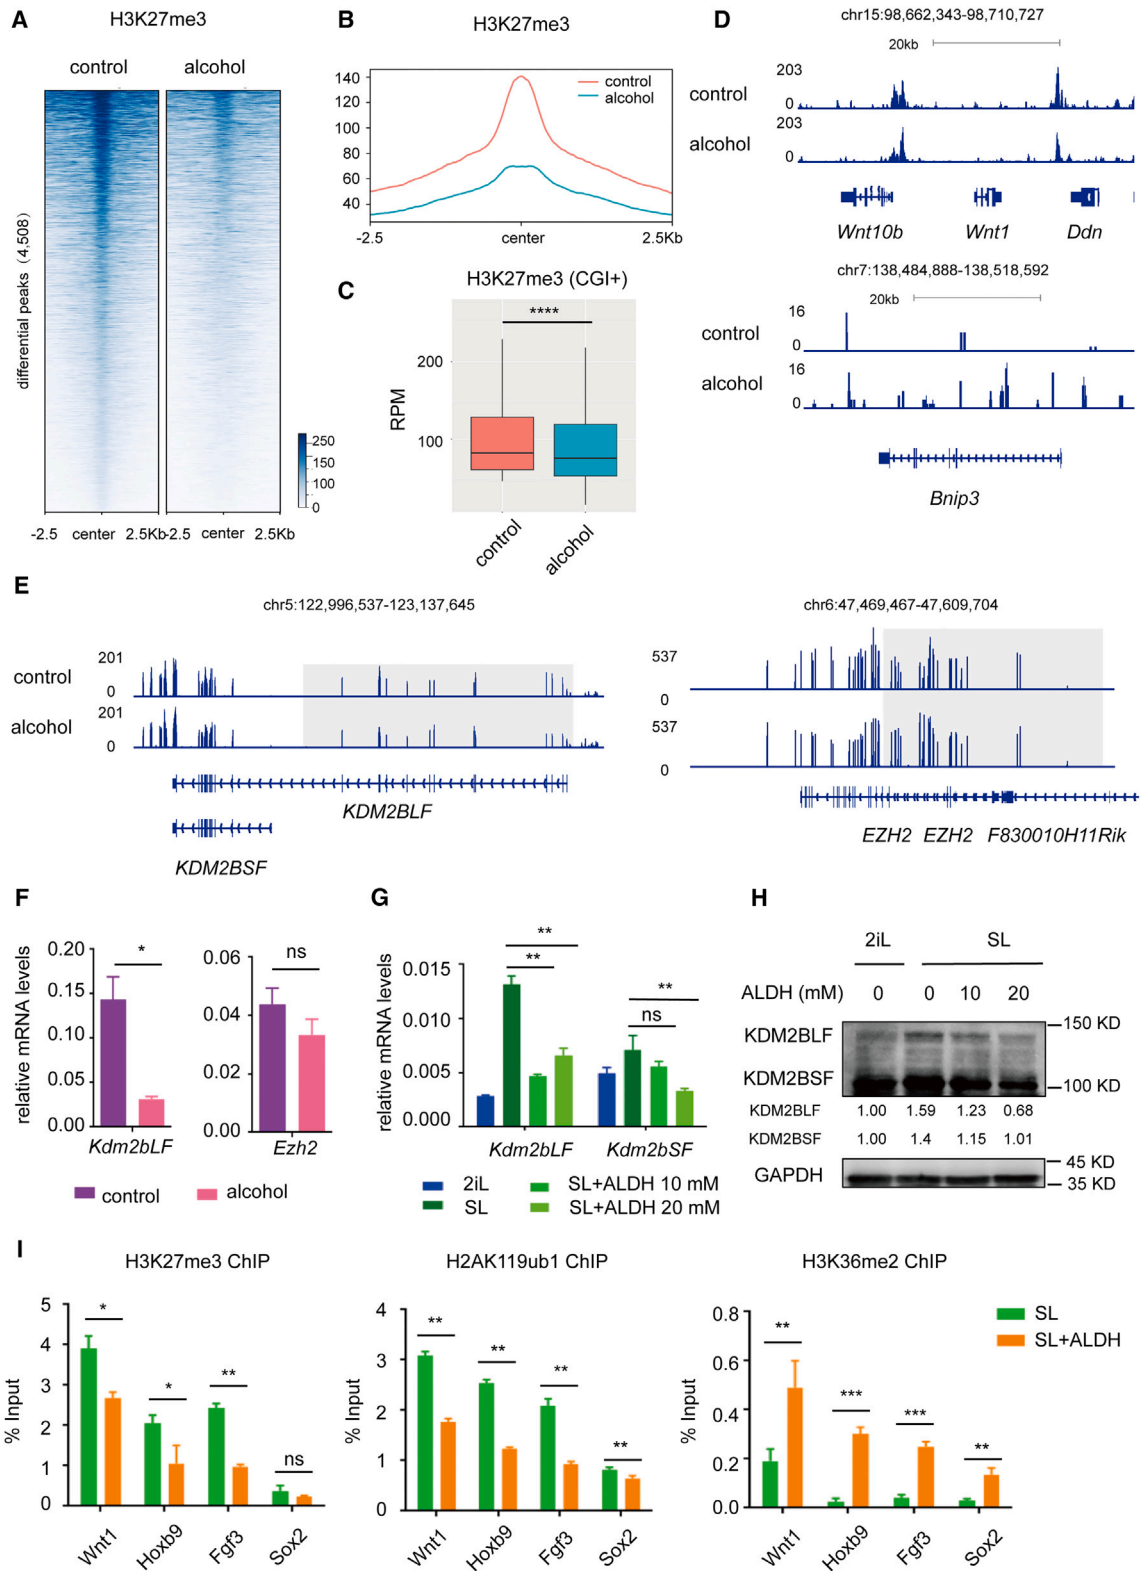 A
H3K27me3
control alcohol
differential peaks (4,508)
250
150
100
0
-2.5 center 2.5Kb -2.5 center 2.5Kb
B
H3K27me3
control
alcohol
140
120
100
80
60
40
-2.5 center 2.5Kb
C
H3K27me3 (CGI+)
****
RPM
200
100
control
alcohol
D
chr15:98,662,343-98,710,727
20kb
control
203
0
alcohol
203
0
Wnt10b Wnt1 Ddn
chr7:138,484,888-138,518,592
20kb
control
16
0
alcohol
16
0
Bnip3
E
chr5:122,996,537-123,137,645
control
201
0
alcohol
201
0
KDM2BLF
KDM2BSF
chr6:47,469,467-47,609,704
537
0
537
0
EZH2 EZH2 F830010H11Rik
F
relative mRNA levels
0.20
0.15
0.10
0.05
0.00
*
Kdm2bLF
0.06
0.04
0.02
0.00
ns
Ezh2
control alcohol
G
relative mRNA levels
0.015
0.010
0.005
0.000
**
**
**
ns
Kdm2bLF Kdm2bSF
2iL SL+ALDH 10 mM
SL SL+ALDH 20 mM
H
2iL SL
ALDH (mM) 0 0 10 20
KDM2BLF
150 KD
KDM2BSF
100 KD
KDM2BLF 1.00 1.59 1.23 0.68
KDM2BSF 1.00 1.4 1.15 1.01
GAPDH
45 KD
35 KD
I
H3K27me3 ChIP
% Input
5
4
3
2
1
0
*
*
**
ns
Wnt1 Hoxb9 Fgf3 Sox2
H2AK119ub1 ChIP
% Input
4
3
2
1
0
**
**
**
**
Wnt1 Hoxb9 Fgf3 Sox2
H3K36me2 ChIP
% Input
0.8
0.6
0.4
0.2
0.0
**
***
***
**
Wnt1 Hoxb9 Fgf3 Sox2
SL
SL+ALDH